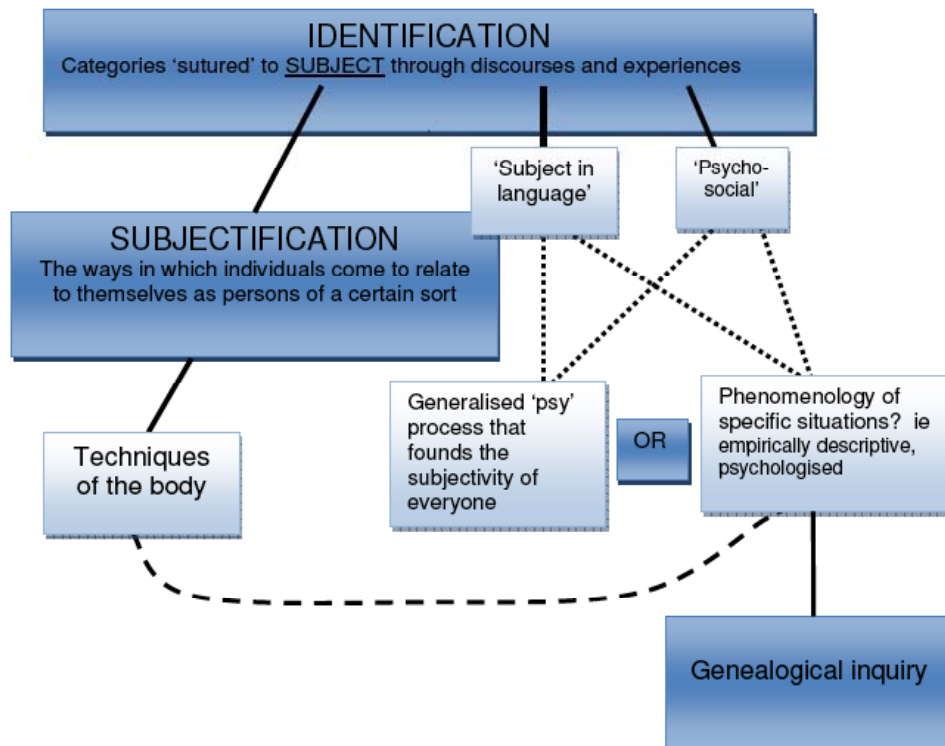 IDENTIFICATION
Categories ‘sutured’ to SUBJECT through discourses and experiences
‘Subject in
language’
‘Psycho-
social’
SUBJECTIFICATION
The ways in which individuals come to relate
to themselves as persons of a certain sort
Generalised ‘psy’
process that
founds the
subjectivity of
everyone
OR
Phenomenology of
specific situations? ie
empirically descriptive,
psychologised
Techniques
of the body
Genealogical inquiry